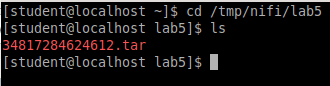 [student@localhost ~]$ cd /tmp/nifi/lab5
[student@localhost lab5]$ ls
34817284624612.tar
[student@localhost lab5]$